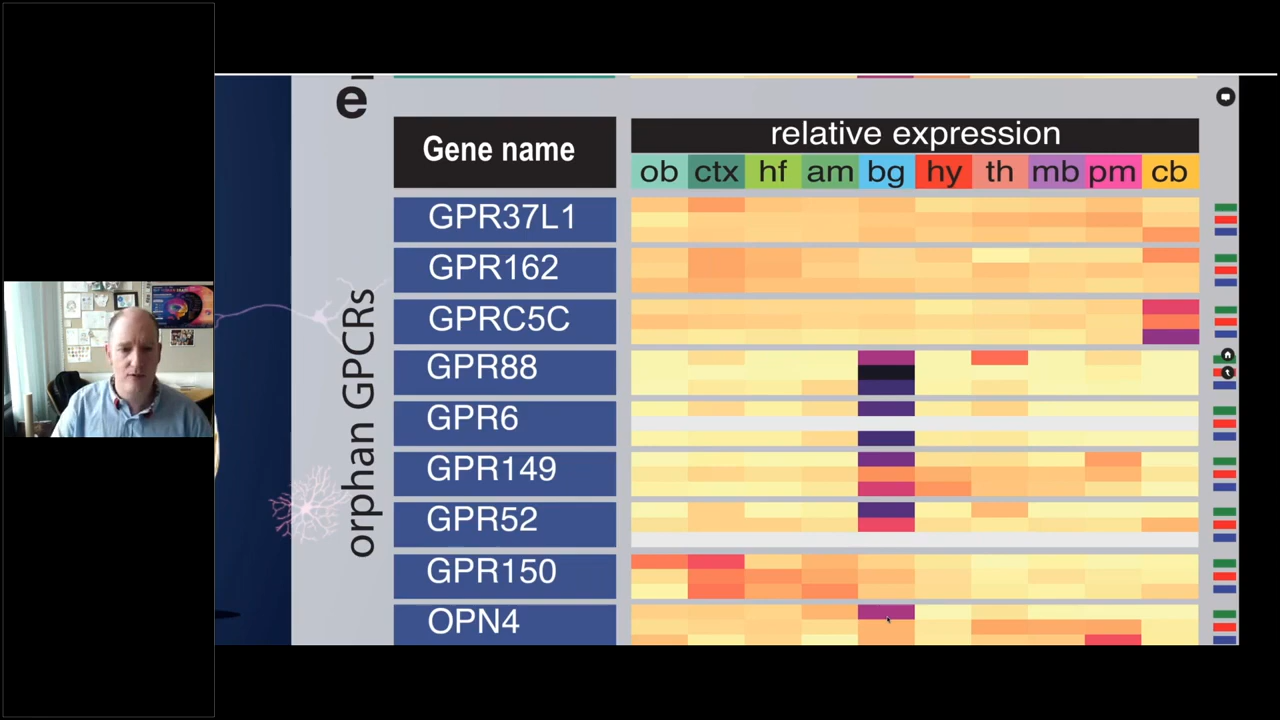 e
Gene name
relative expression
ob ctx hf am bg hy th mb pm cb
orphan GPCRs
GPR37L1
GPR162
GPRC5C
GPR88
GPR6
GPR149
GPR52
GPR150
OPN4